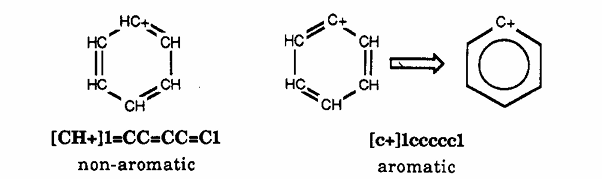 HC+ C+ C+
HC CH HC CH
HC CH HC CH
CH CH
[CH+]1=CC=CC=C1 [c+]1ccccc1
non-aromatic aromatic